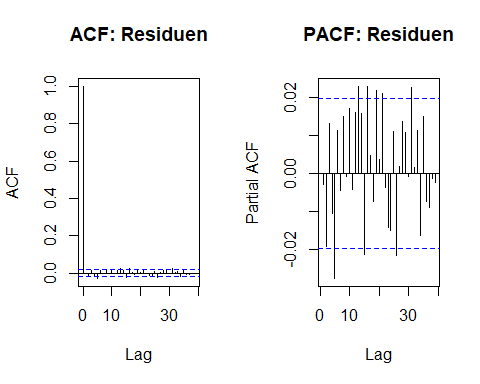 ACF: Residuen
ACF
0.0 0.2 0.4 0.6 0.8 1.0
0 10 30
Lag
PACF: Residuen
Partial ACF
-0.02 0.00 0.02
0 10 30
Lag